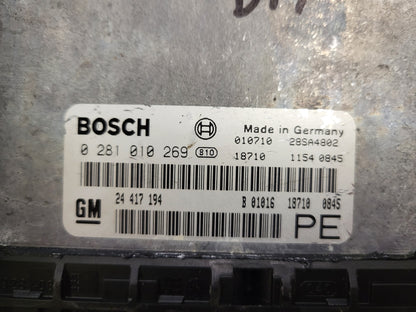 BOSCH
Made in Germany
010710 28SA4802
0 281 010 269 B10 18710 1154 0845
24 417 194 B 01016 18710 0845
GM PE